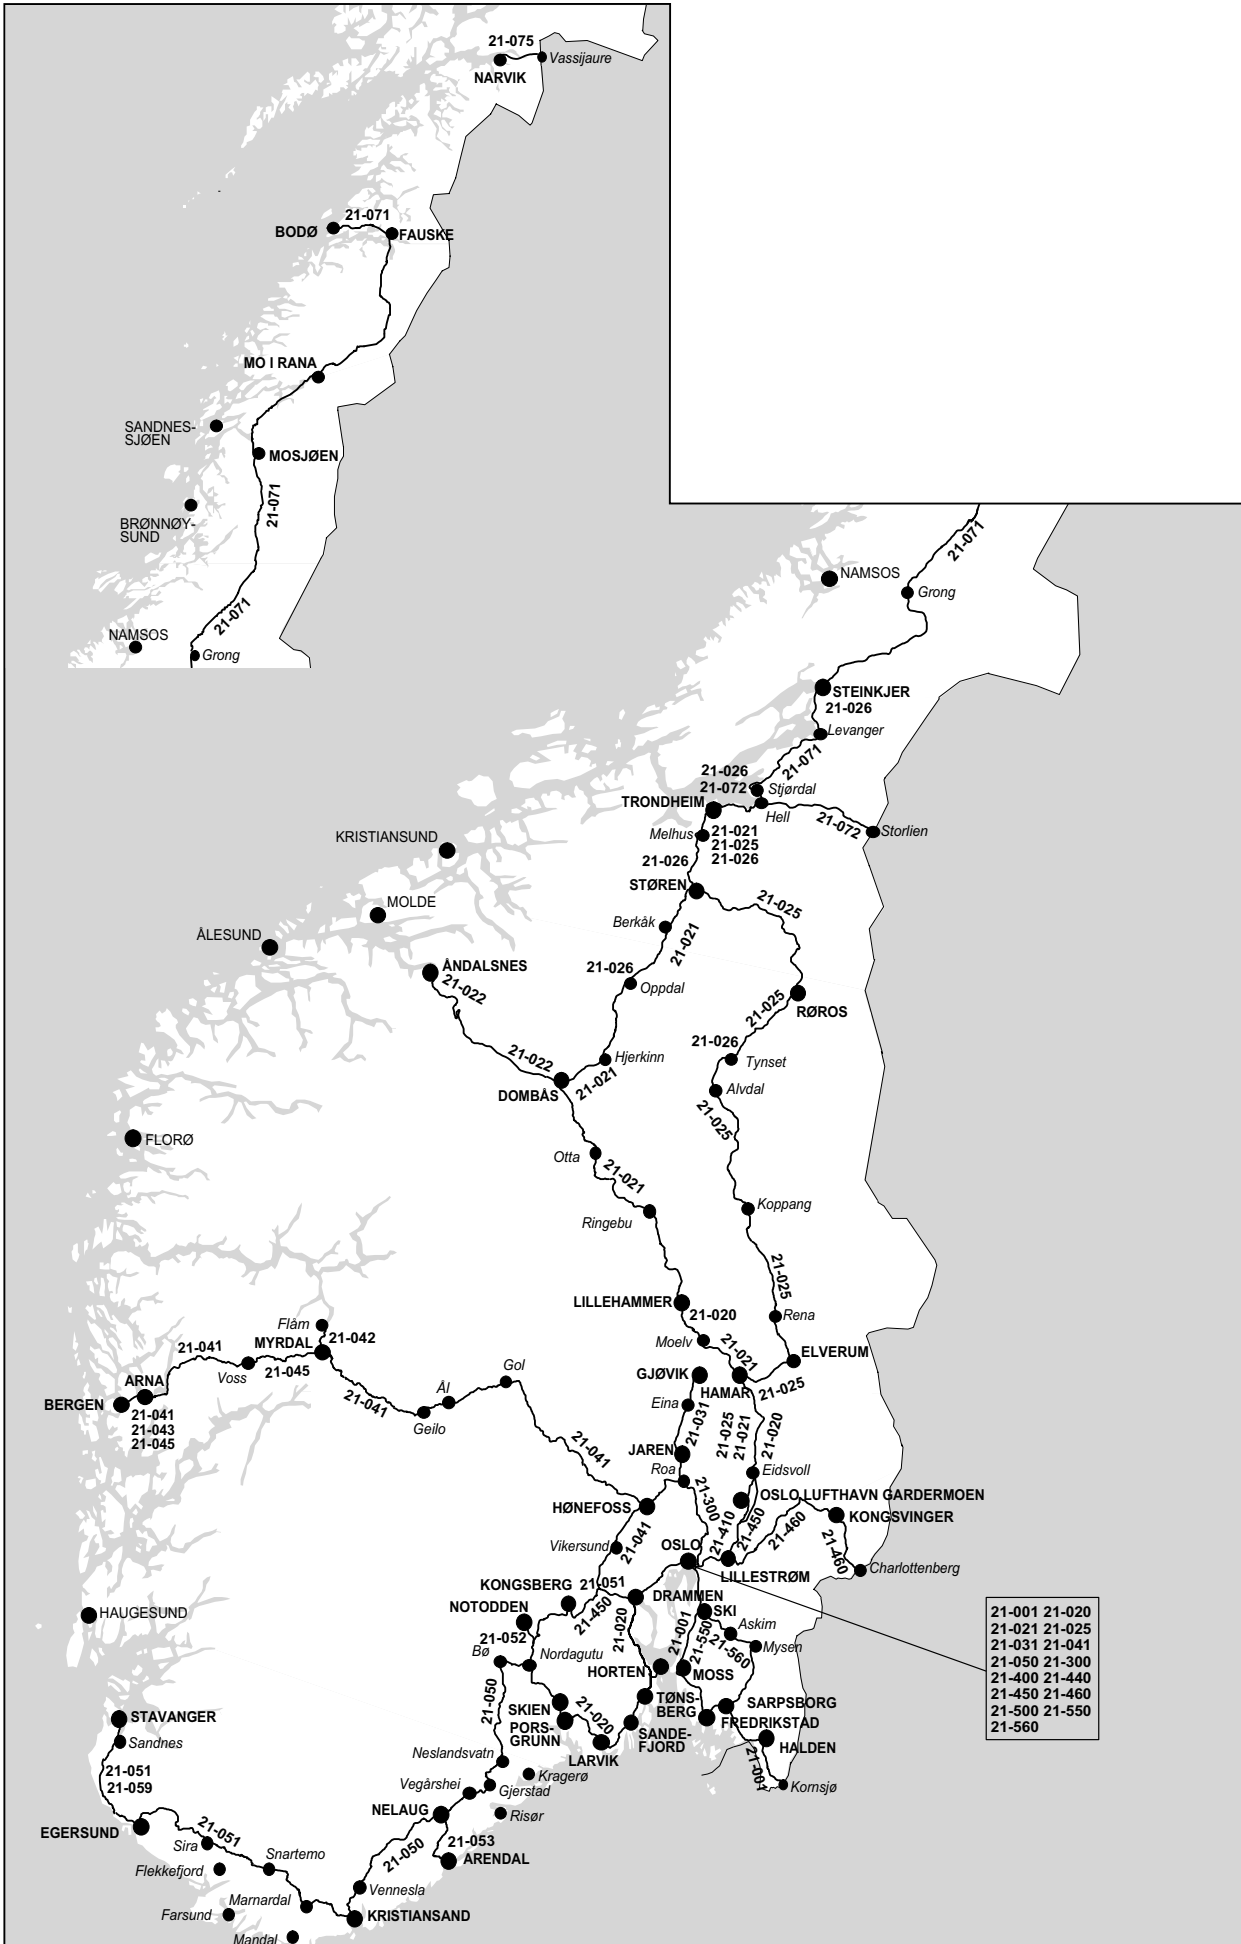 21-075
Vassijaure
NARVIK
21-071
BODØ
FAUSKE
MO I RANA
SANDNES-
SJØEN
MOSJØEN
21-071
BRØNNØY-
SUND
21-071
NAMSOS
Grong
21-071
NAMSOS
Grong
STEINKJER
21-026
Levanger
21-071
21-026
21-072
Stjørdal
TRONDHEIM
Hell
21-072
Storlien
Melhus
21-021
21-025
21-026
21-026
STØREN
21-025
KRISTIANSUND
MOLDE
ÅLESUND
Berkåk
21-021
ÅNDALSNES
21-022
21-026
Oppdal
21-025
RØROS
21-026
Tynset
Hjerkinn
21-022
21-021
DOMBÅS
Alvdal
21-025
FLORØ
Otta
21-021
Ringebu
Koppang
21-025
LILLEHAMMER
21-020
Rena
Flåm
21-042
MYRDAL
21-041
Voss
21-045
Moelv
21-021
ELVERUM
GJØVIK
HAMAR
21-025
Gol
Ål
Geilo
21-041
ARNA
BERGEN
21-041
21-043
21-045
Eina
21-031
21-025
21-021
21-020
21-041
JAREN
Roa
Eidsvoll
21-300
OSLO LUFTHAVN GARDERMOEN
HØNEFOSS
KONGSVINGER
21-410
21-450
21-460
21-460
Vikersund
21-041
OSLO
LILLESTRØM
Charlottenberg
KONGSBERG
21-051
21-450
DRAMMEN
NOTODDEN
HAUGESUND
SKI
Askim
21-020
21-001
21-550
21-560
Mysen
21-052
Bø
Nordagutu
HORTEN
MOSS
21-001 21-020
21-021 21-025
21-031 21-041
21-050 21-300
21-400 21-440
21-450 21-460
21-500 21-550
21-560
21-050
SKIEN
PORS-
GRUNN
21-020
TØNS-
BERG
SARPSBORG
FREDRIKSTAD
STAVANGER
Sandnes
LARVIK
SANDE-
FJORD
HALDEN
21-001
Kornsjø
21-051
21-059
Neslandsvatn
Kragerø
Vegårshei
Gjerstad
NELAUG
Risør
EGERSUND
21-051
Sira
21-053
ARENDAL
21-050
Snartemo
Flekkefjord
Vennesla
Marnardal
Farsund
KRISTIANSAND
Mandal